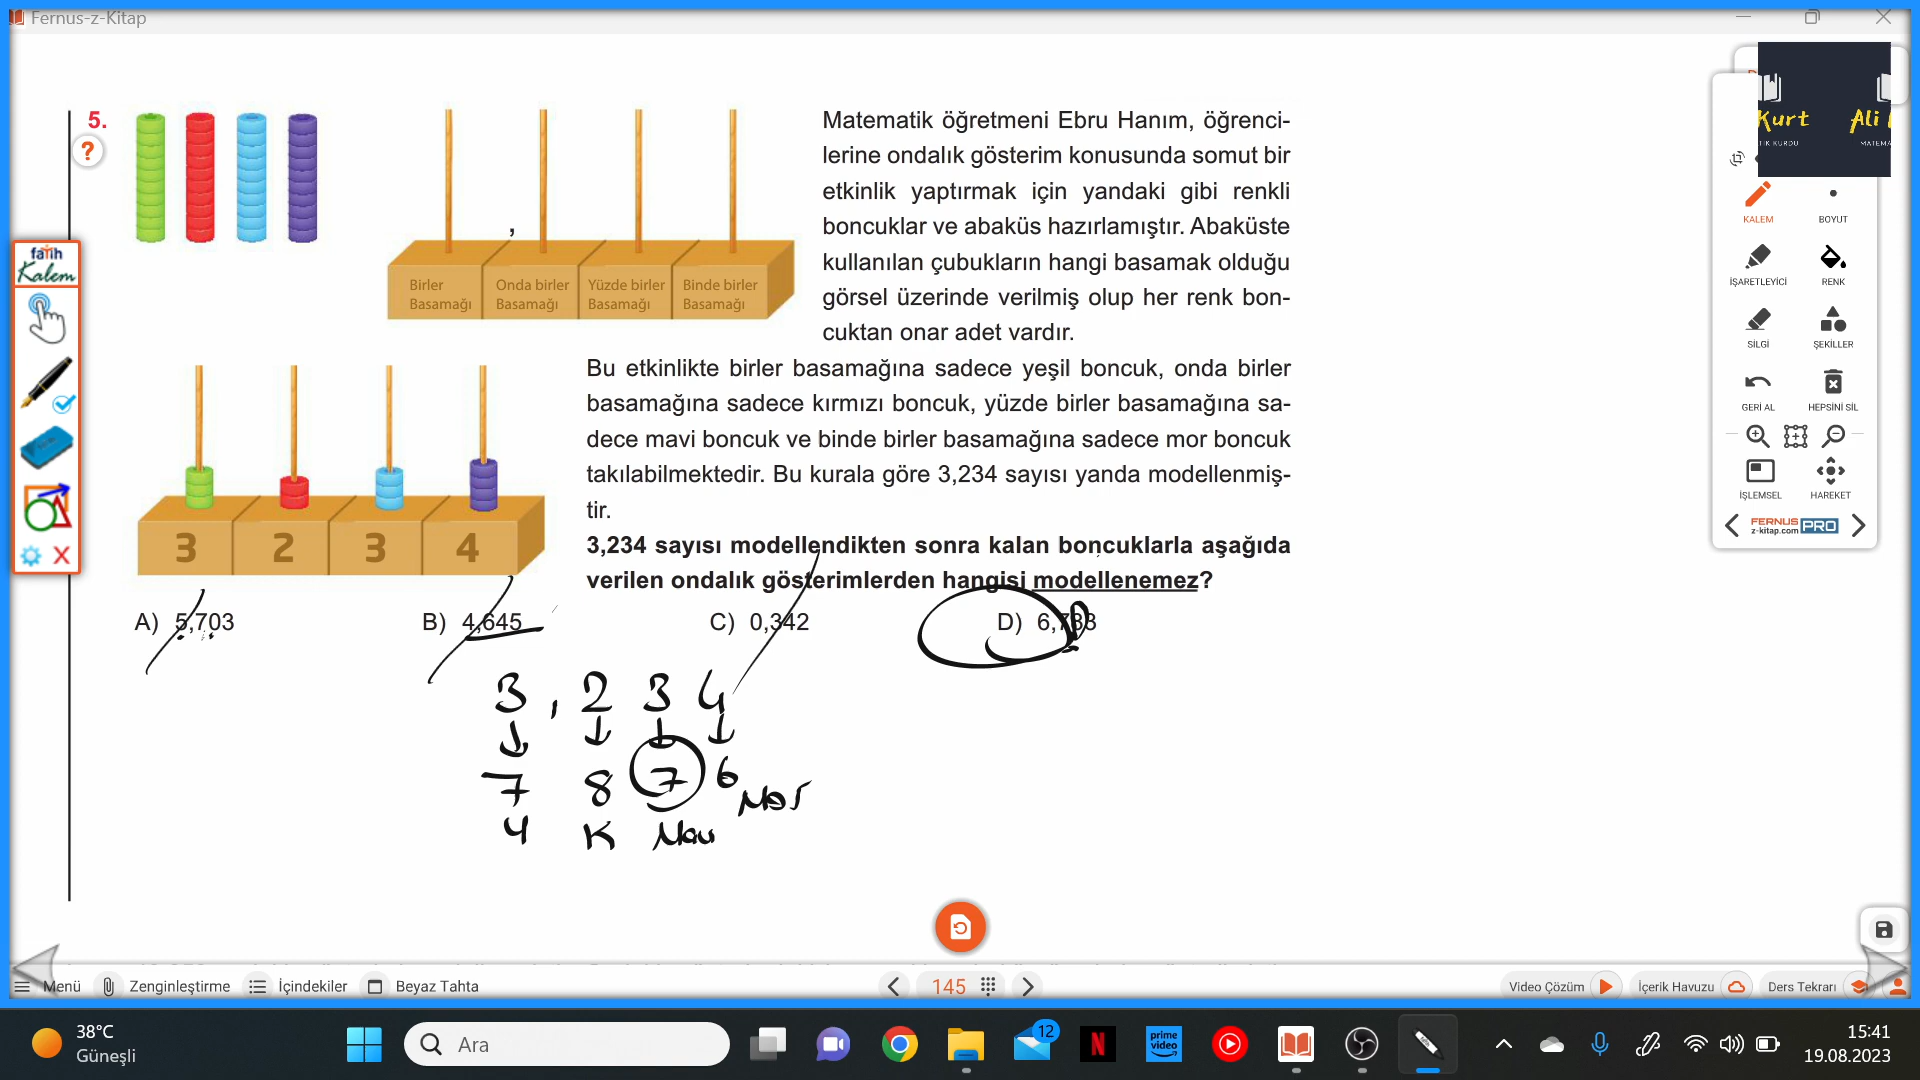 Fernus-z-Kitap
5.
?
Birler
Basamağı
,
Onda birler
Basamağı
Yüzde birler
Basamağı
Binde birler
Basamağı
Matematik öğretmeni Ebru Hanım, öğrenci-
lerine ondalık gösterim konusunda somut bir
etkinlik yaptırmak için yandaki gibi renkli
boncuklar ve abaküs hazırlamıştır. Abaküste
kullanılan çubukların hangi basamak olduğu
görsel üzerinde verilmiş olup her renk bon-
cuktan onar adet vardır.
Bu etkinlikte birler basamağına sadece yeşil boncuk, onda birler
basamağına sadece kırmızı boncuk, yüzde birler basamağına sa-
dece mavi boncuk ve binde birler basamağına sadece mor boncuk
takılabilmektedir. Bu kurala göre 3,234 sayısı yanda modellenmiş-
tir.
3 2 3 4
3,234 sayısı modellendikten sonra kalan boncuklarla aşağıda
verilen ondalık gösterimlerden hangisi modellenemez?
A) 5,703 B) 4,645 C) 0,342 D) 6,783
3 , 2 3 4
7 8 7 6
Mor
K
fatih
Kalem
Kurt Ali
TİK KURDU MATEMA
KALEM BOYUT
İŞARETLEYİCİ RENK
SİLGİ ŞEKİLLER
GERİ AL HEPSİNİ SİL
İŞLEMSEL HAREKET
FERNUS PRO
z-kitap.com
Menü Zenginleştirme İçindekiler Beyaz Tahta 145 Video Çözüm İçerik Havuzu Ders Tekrarı
38°C
Güneşli
Ara
12
N
prime
video
15:41
19.08.2023